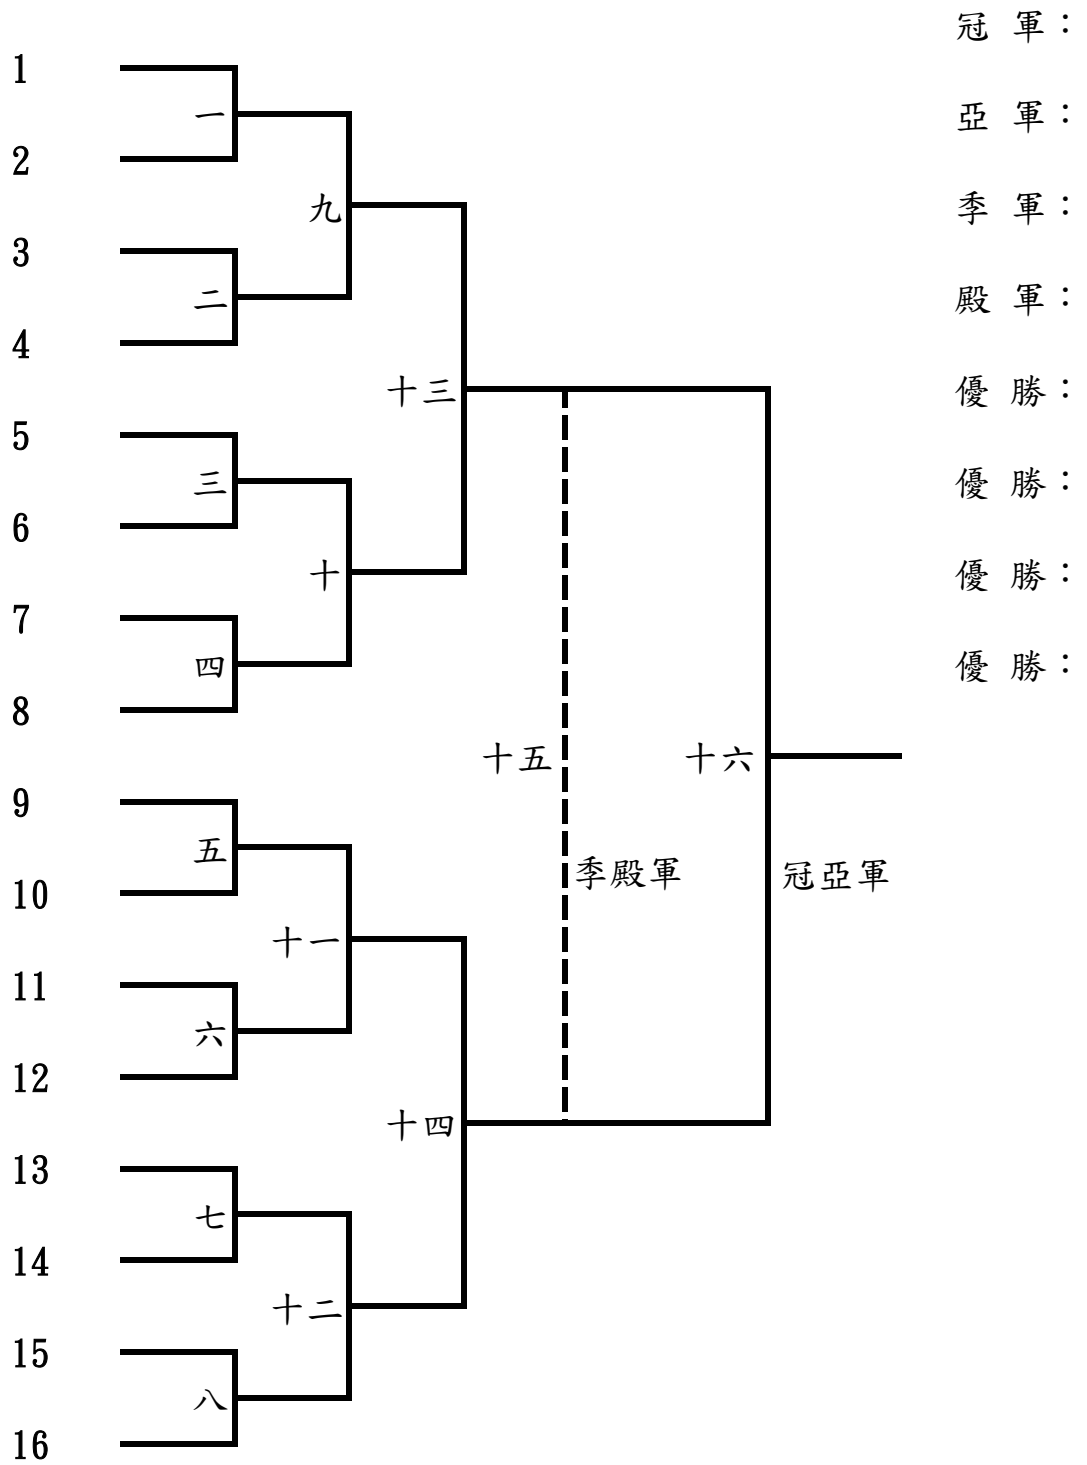 冠 軍：
1
一
亞 軍：
2
九
季 軍：
3
二
殿 軍：
4
十三
優 勝：
5
三
優 勝：
6
十
優 勝：
7
四
優 勝：
8
十五
十六
9
五
季殿軍
冠亞軍
10
十一
11
六
12
十四
13
七
14
十二
15
八
16